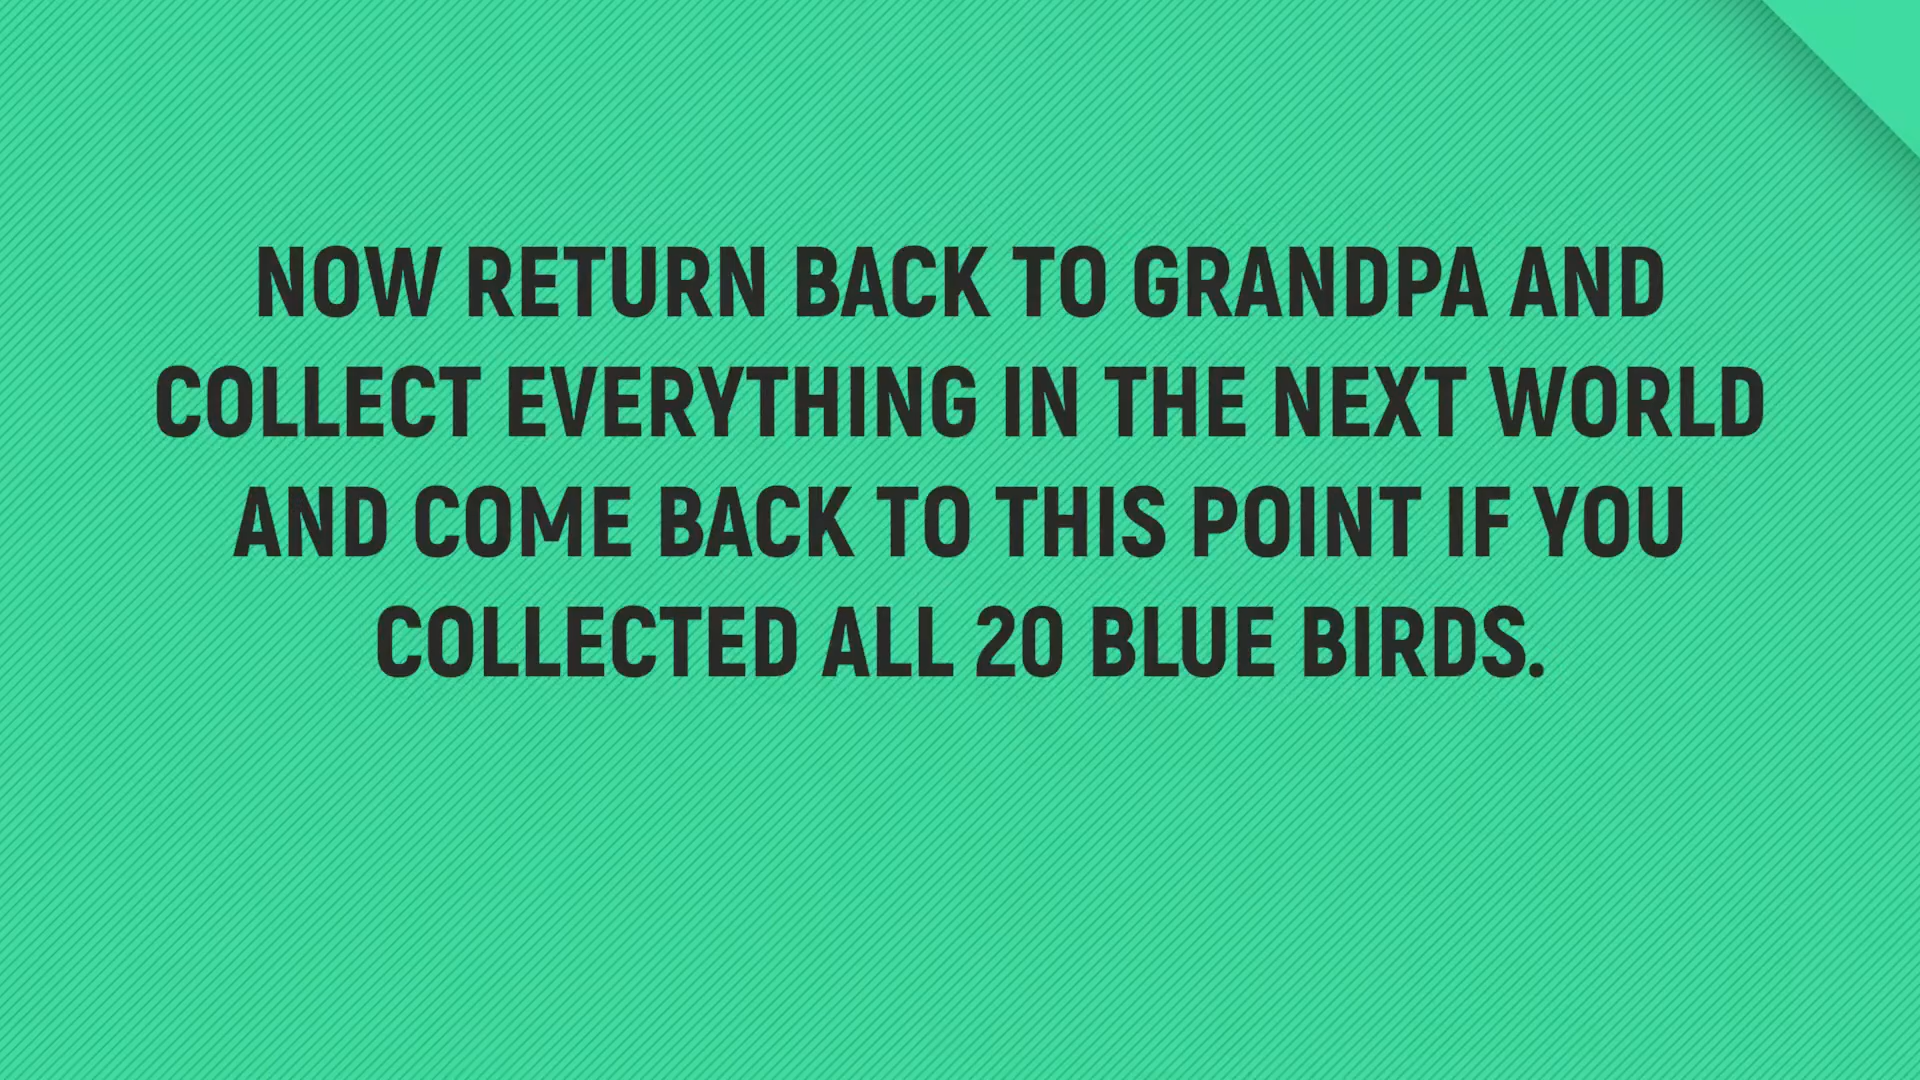 NOW RETURN BACK TO GRANDPA AND
COLLECT EVERYTHING IN THE NEXT WORLD
AND COME BACK TO THIS POINT IF YOU
COLLECTED ALL 20 BLUE BIRDS.